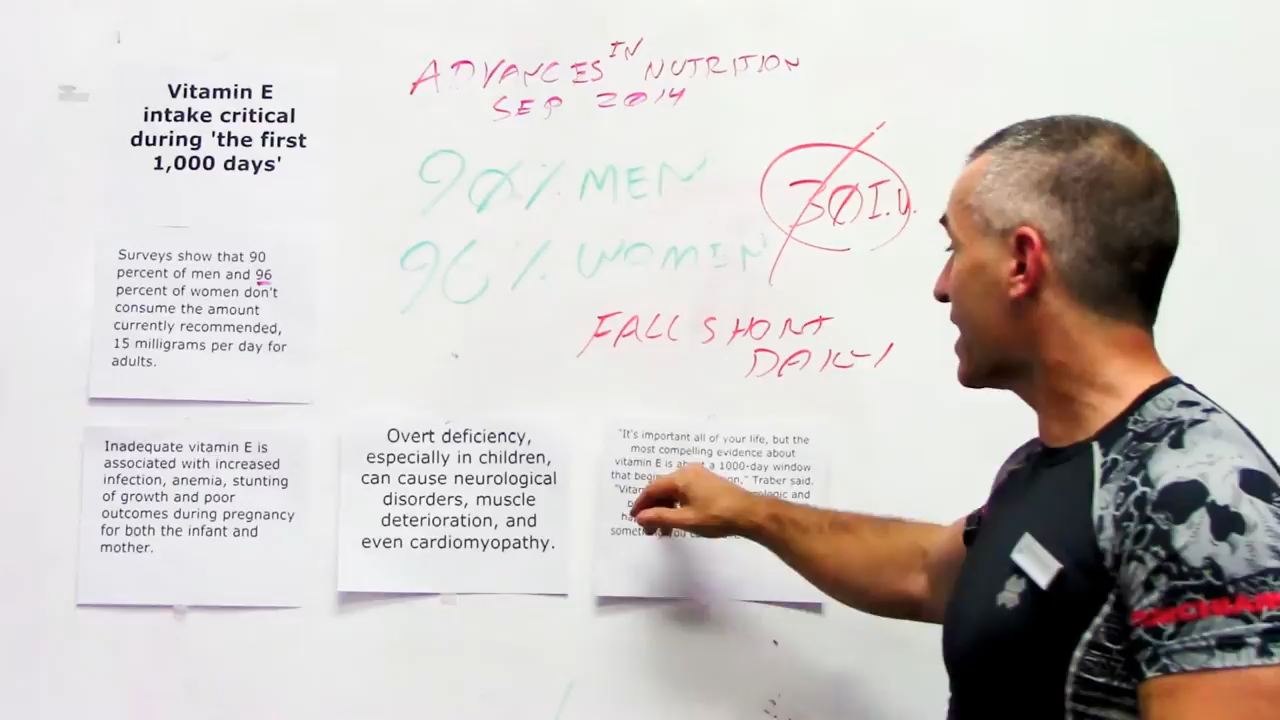 ADVANCES IN NUTRITION
SEP 2014
90% MEN
30 I.U.
96% WOMEN
FALL SHORT
DAILY
Vitamin E
intake critical
during 'the first
1,000 days'
Surveys show that 90
percent of men and 96
percent of women don't
consume the amount
currently recommended,
15 milligrams per day for
adults.
Inadequate vitamin E is
associated with increased
infection, anemia, stunting
of growth and poor
outcomes during pregnancy
for both the infant and
mother.
Overt deficiency,
especially in children,
can cause neurological
disorders, muscle
deterioration, and
even cardiomyopathy.
"It's important all of your life, but the
most compelling evidence about
vitamin E is about a 1000-day window
that," Traber said.
and